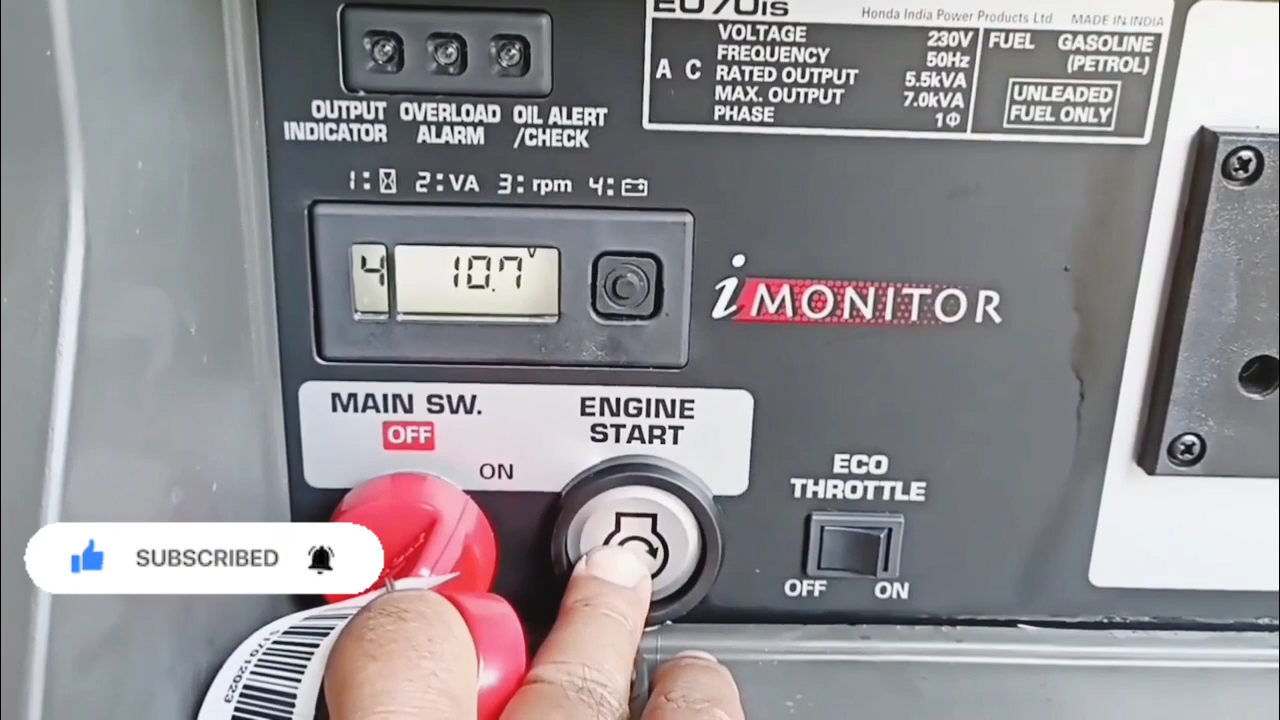 EU70IS
Honda India Power Products Ltd MADE IN INDIA
A C
VOLTAGE 230V
FREQUENCY 50Hz
RATED OUTPUT 5.5kVA
MAX. OUTPUT 7.0kVA
PHASE 1Φ
FUEL GASOLINE
(PETROL)
UNLEADED
FUEL ONLY
OUTPUT
INDICATOR
OVERLOAD
ALARM
OIL ALERT
/CHECK
1: 2:VA 3:rpm 4:
4 10.7 V
iMONITOR
MAIN SW.
OFF
ON
ENGINE
START
ECO
THROTTLE
OFF ON
SUBSCRIBED